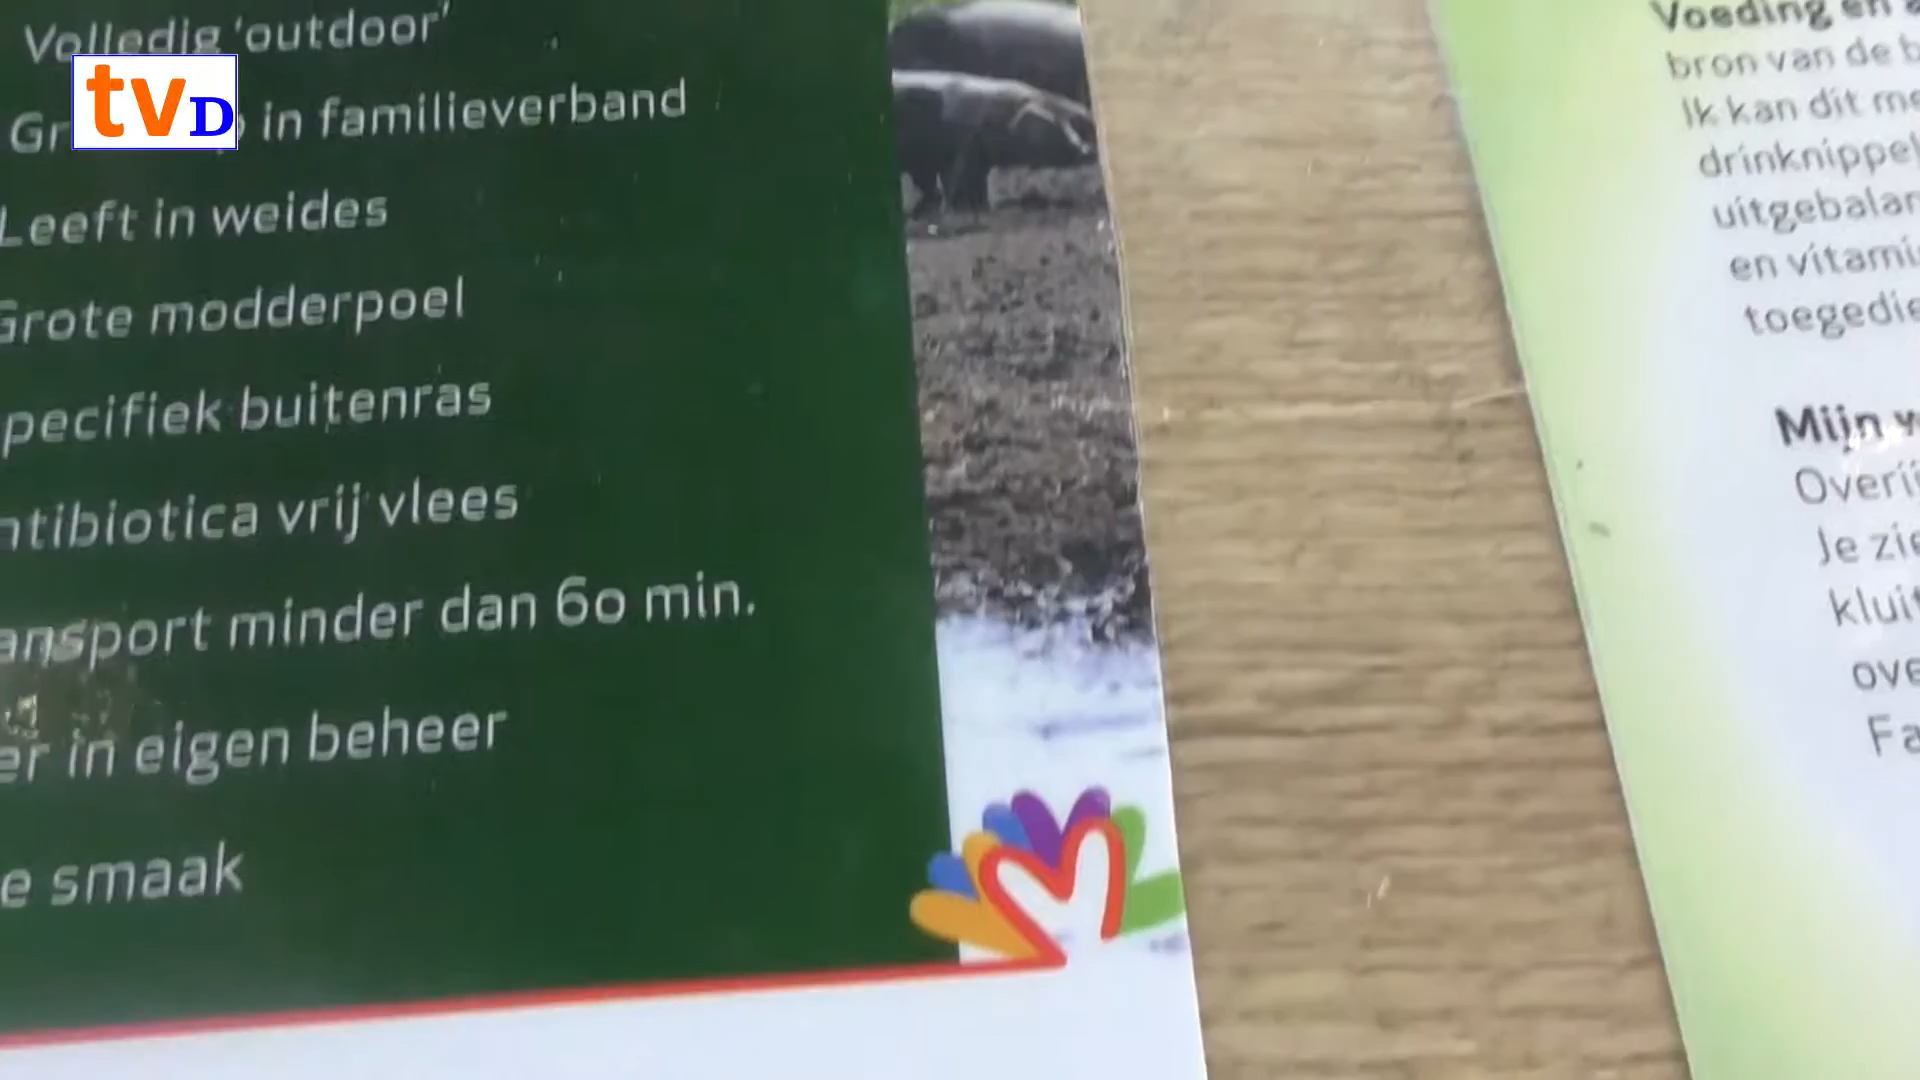 Volledig ‘outdoor’
tvD
in familieverband
Leeft in weides
Grote modderpoel
pecifiek buitenras
ntibiotica vrij vlees
ansport minder dan 60 min.
er in eigen beheer
e smaak
Voeding en
bron van de b
Ik kan dit me
drinknippel
uitgebalan
en vitami
toegedie
Mijn w
Overij
Je zie
kluit
ove
Fa